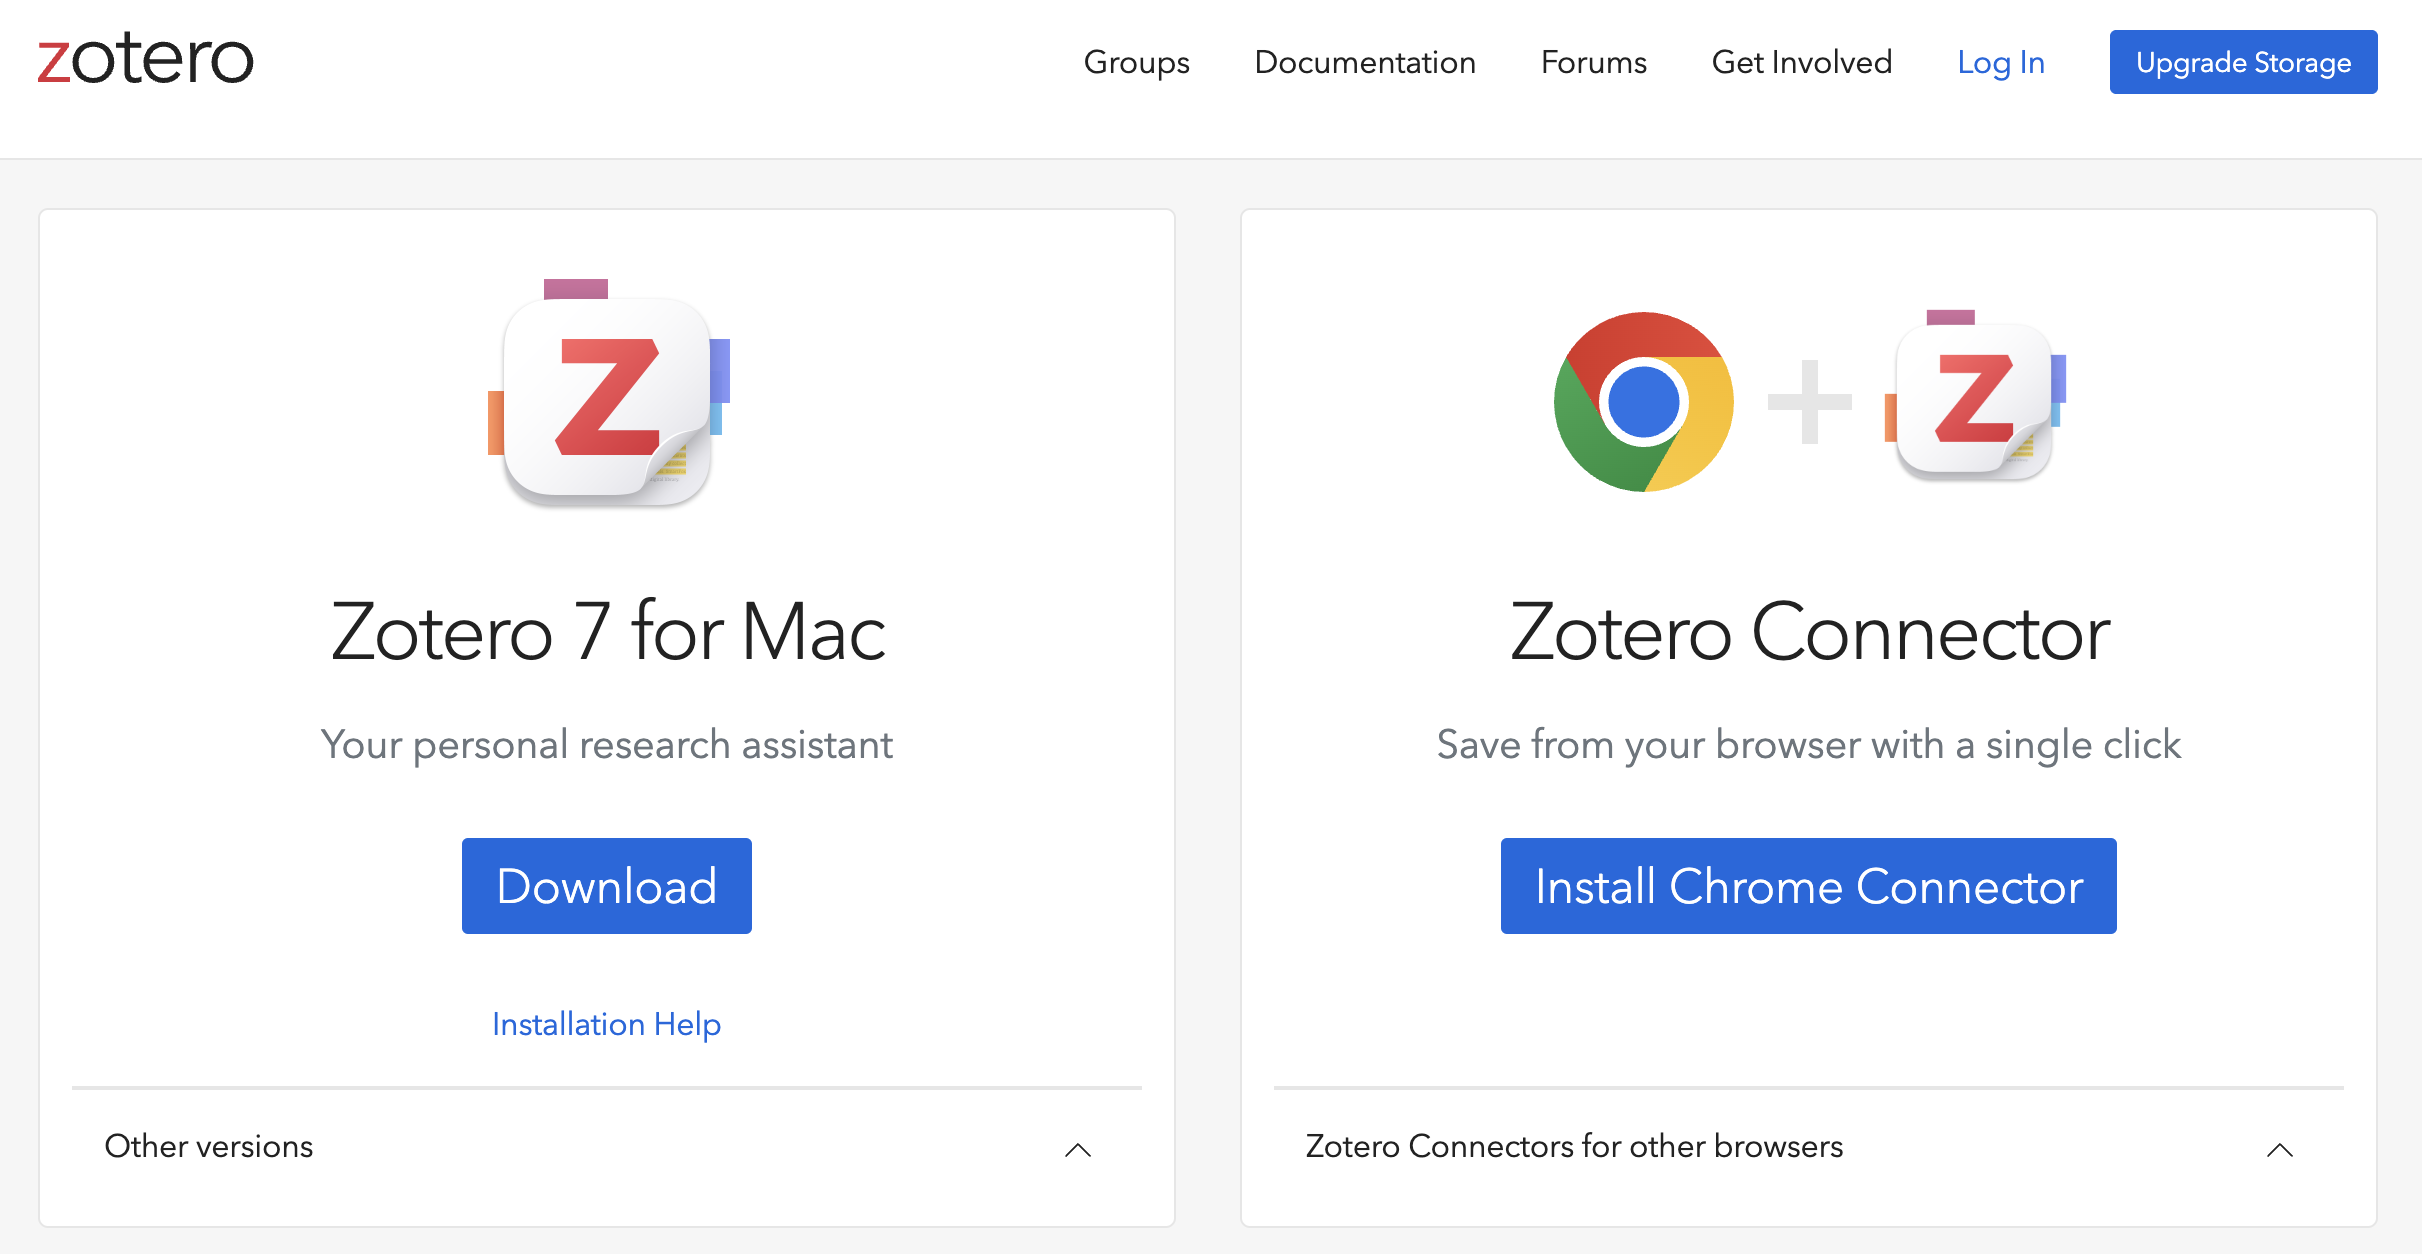 zotero
Groups Documentation Forums Get Involved Log In Upgrade Storage
Zotero 7 for Mac
Your personal research assistant
Download
Installation Help
Other versions
Zotero Connector
Save from your browser with a single click
Install Chrome Connector
Zotero Connectors for other browsers